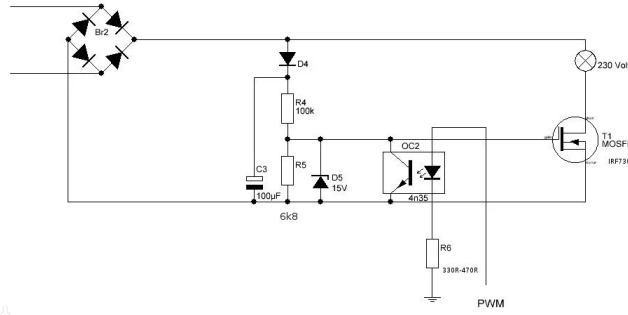 Br2
D4
230 Vol
R4
100k
T1
MOSF
OC2
IRF73
R5
D5
C3
15V
100µF
4n35
6k8
R6
330R-470R
PWM